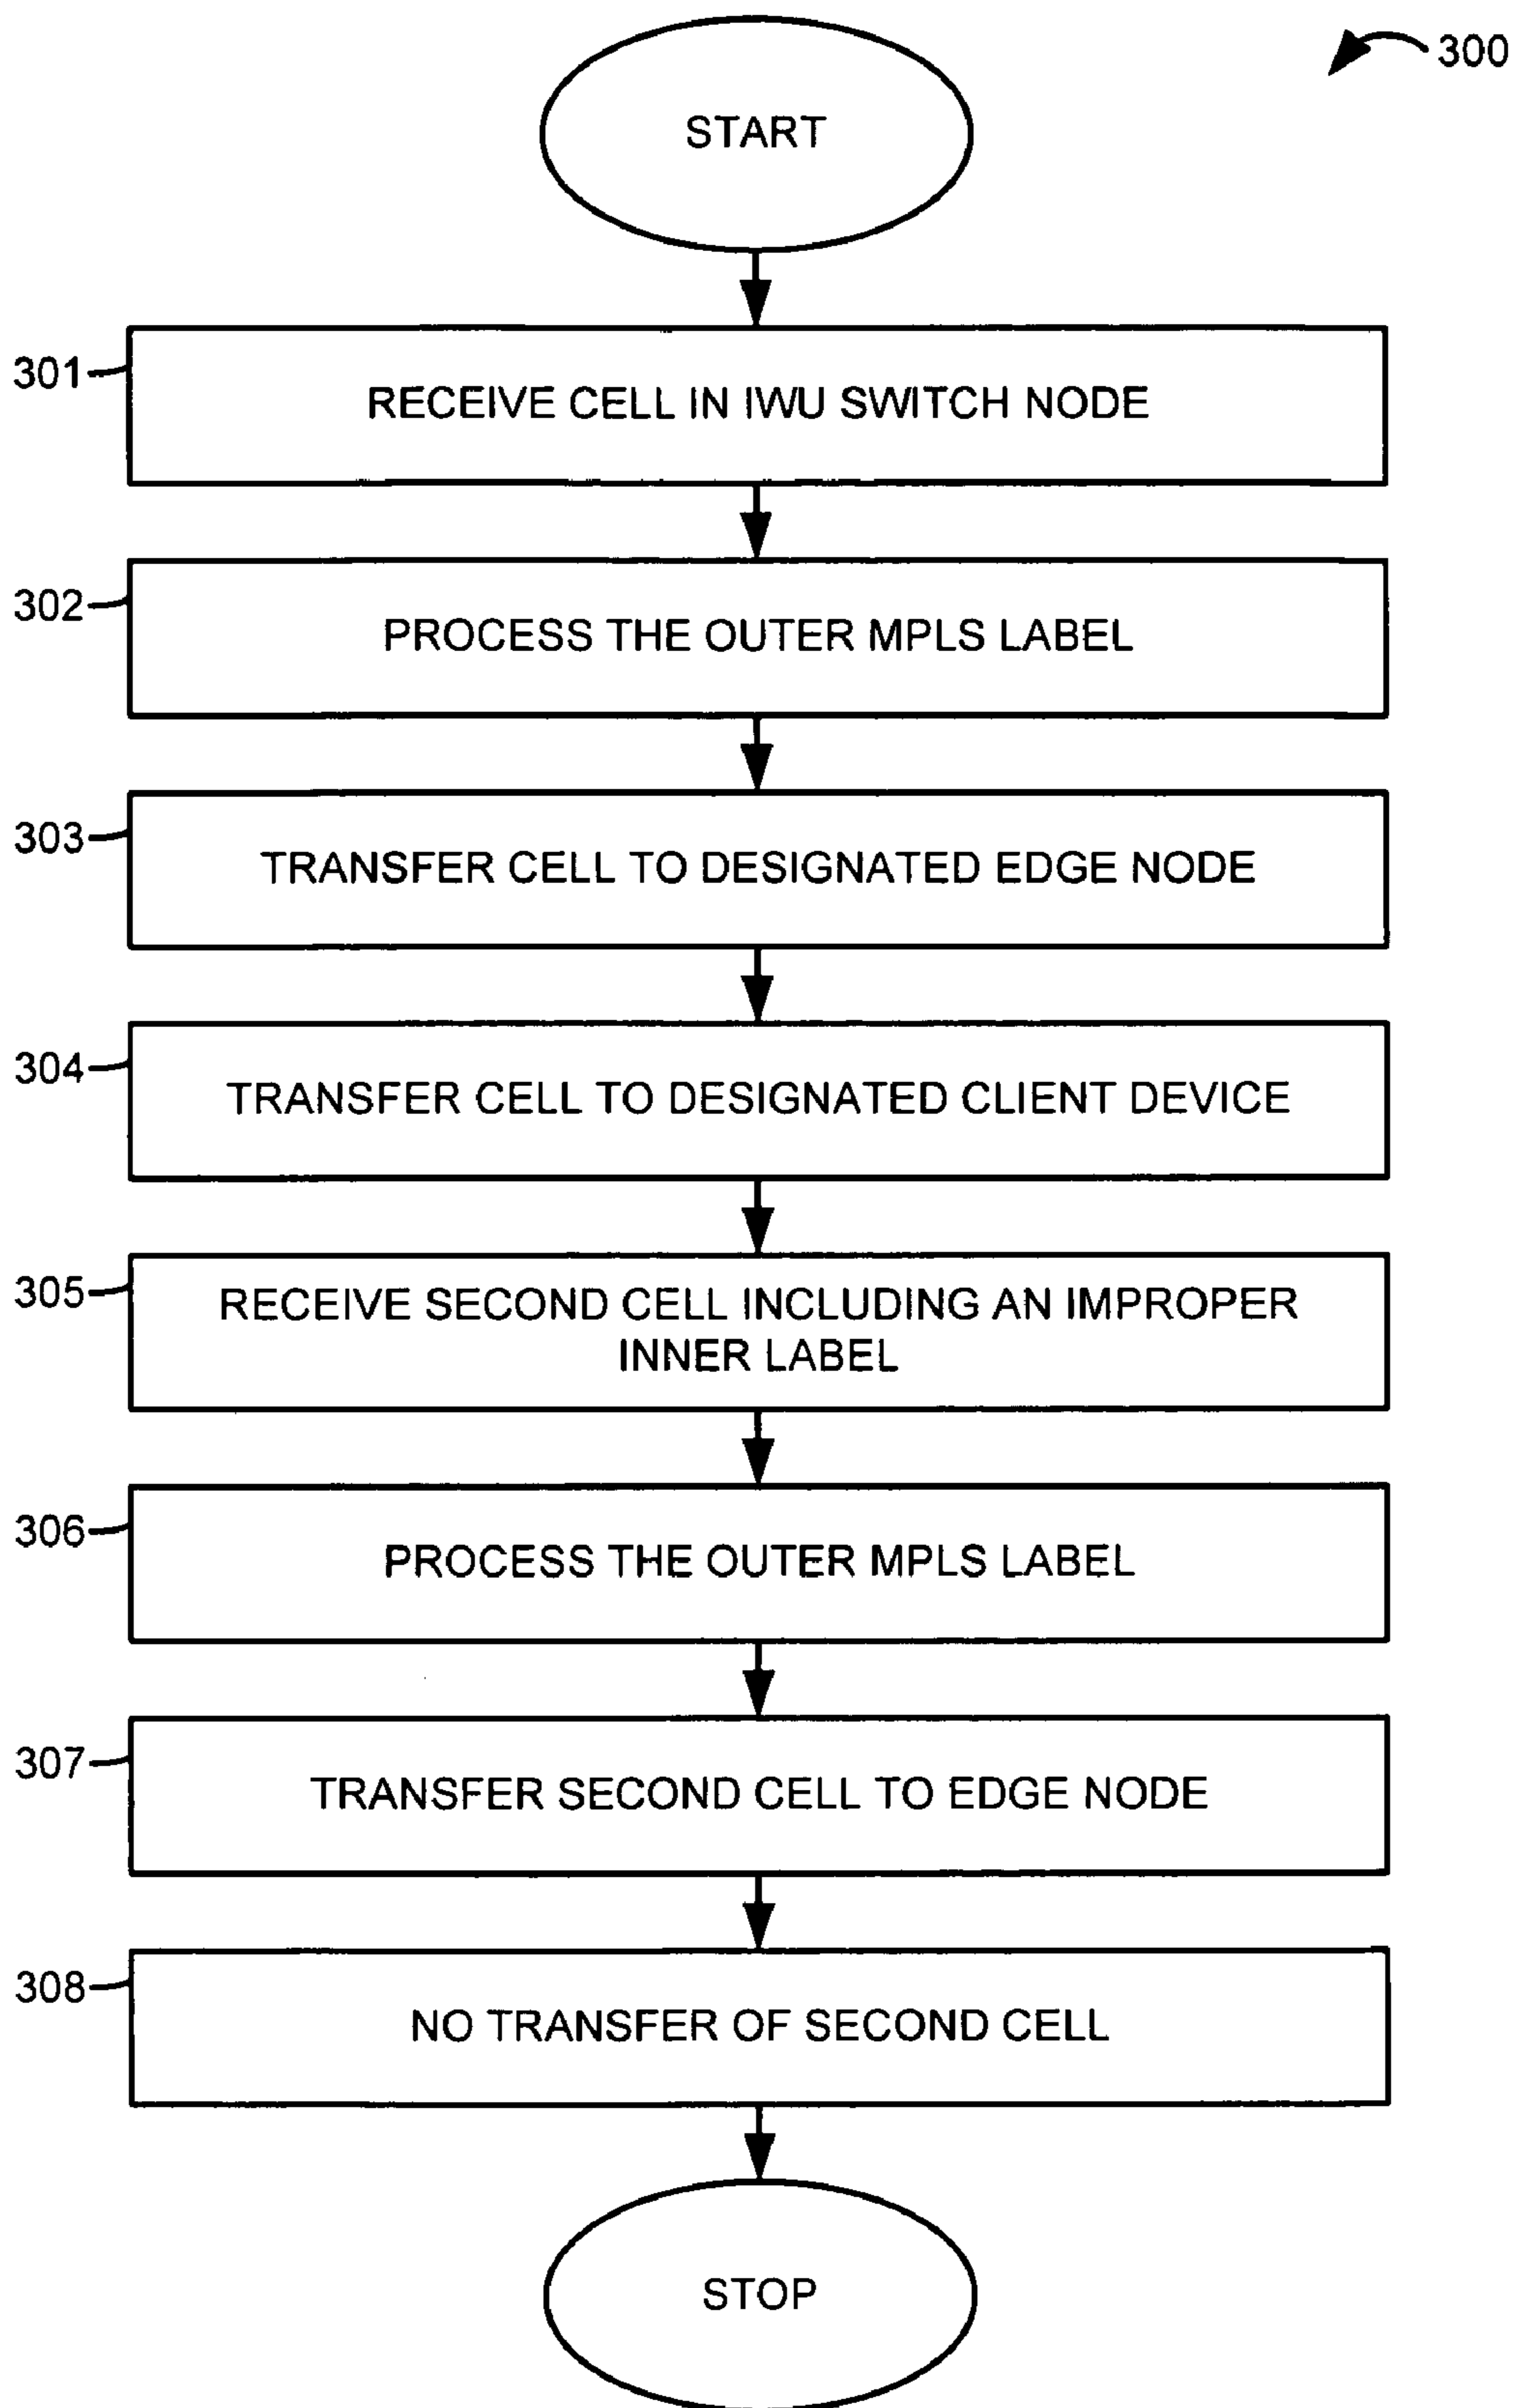 300
START
301
RECEIVE CELL IN IWU SWITCH NODE
302
PROCESS THE OUTER MPLS LABEL
303
TRANSFER CELL TO DESIGNATED EDGE NODE
304
TRANSFER CELL TO DESIGNATED CLIENT DEVICE
305
RECEIVE SECOND CELL INCLUDING AN IMPROPER
INNER LABEL
306
PROCESS THE OUTER MPLS LABEL
307
TRANSFER SECOND CELL TO EDGE NODE
308
NO TRANSFER OF SECOND CELL
STOP